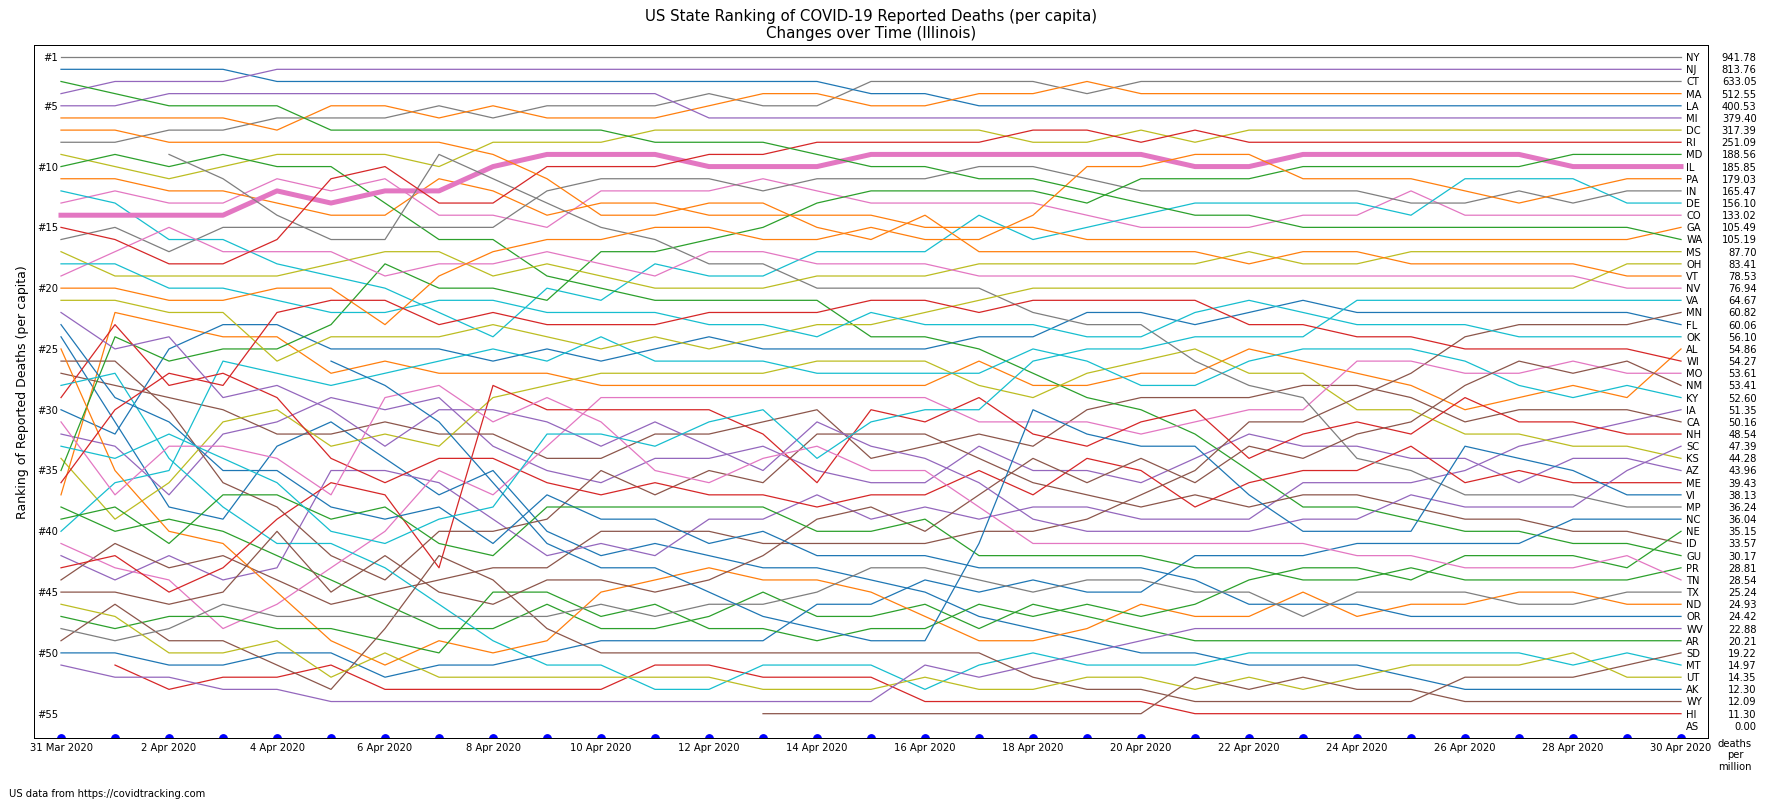 US State Ranking of COVID-19 Reported Deaths (per capita)
Changes over Time (Illinois)
Ranking of Reported Deaths (per capita)
#1
#5
#10
#15
#20
#25
#30
#35
#40
#45
#50
#55
NY 941.78
NJ 813.76
CT 633.05
MA 512.55
LA 400.53
MI 379.40
DC 317.39
RI 251.09
MD 188.56
IL 185.85
PA 179.03
IN 165.47
DE 156.10
CO 133.02
GA 105.49
WA 105.19
MS 87.70
OH 83.41
VT 78.53
NV 76.94
VA 64.67
MN 60.82
FL 60.06
OK 56.10
AL 54.86
WI 54.27
MO 53.61
NM 53.41
KY 52.60
IA 51.35
CA 50.16
NH 48.54
SC 47.39
KS 44.28
AZ 43.96
ME 39.43
VI 38.13
MP 36.24
NC 36.04
NE 35.15
ID 33.57
GU 30.17
PR 28.81
TN 28.54
TX 25.24
ND 24.93
OR 24.42
WV 22.88
AR 20.21
SD 19.22
MT 14.97
UT 14.35
AK 12.30
WY 12.09
HI 11.30
AS 0.00
31 Mar 2020 2 Apr 2020 4 Apr 2020 6 Apr 2020 8 Apr 2020 10 Apr 2020 12 Apr 2020 14 Apr 2020 16 Apr 2020 18 Apr 2020 20 Apr 2020 22 Apr 2020 24 Apr 2020 26 Apr 2020 28 Apr 2020 30 Apr 2020
deaths
per
million
US data from https://covidtracking.com